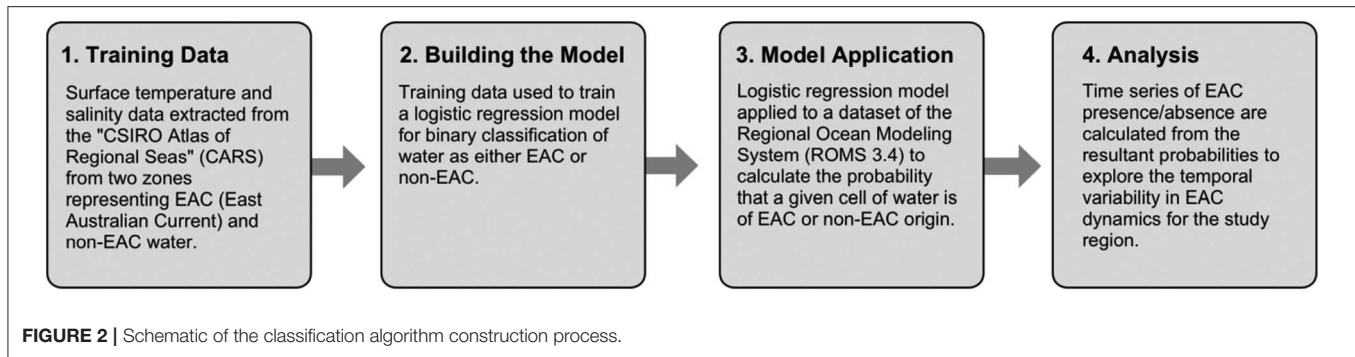 1. Training Data
Surface temperature and
salinity data extracted from
the "CSIRO Atlas of
Regional Seas" (CARS)
from two zones
representing EAC (East
Australian Current) and
non-EAC water.
2. Building the Model
Training data used to train
a logistic regression model
for binary classification of
water as either EAC or
non-EAC.
3. Model Application
Logistic regression model
applied to a dataset of the
Regional Ocean Modeling
System (ROMS 3.4) to
calculate the probability
that a given cell of water is
of EAC or non-EAC origin.
4. Analysis
Time series of EAC
presence/absence are
calculated from the
resultant probabilities to
explore the temporal
variability in EAC
dynamics for the study
region.
FIGURE 2 | Schematic of the classification algorithm construction process.